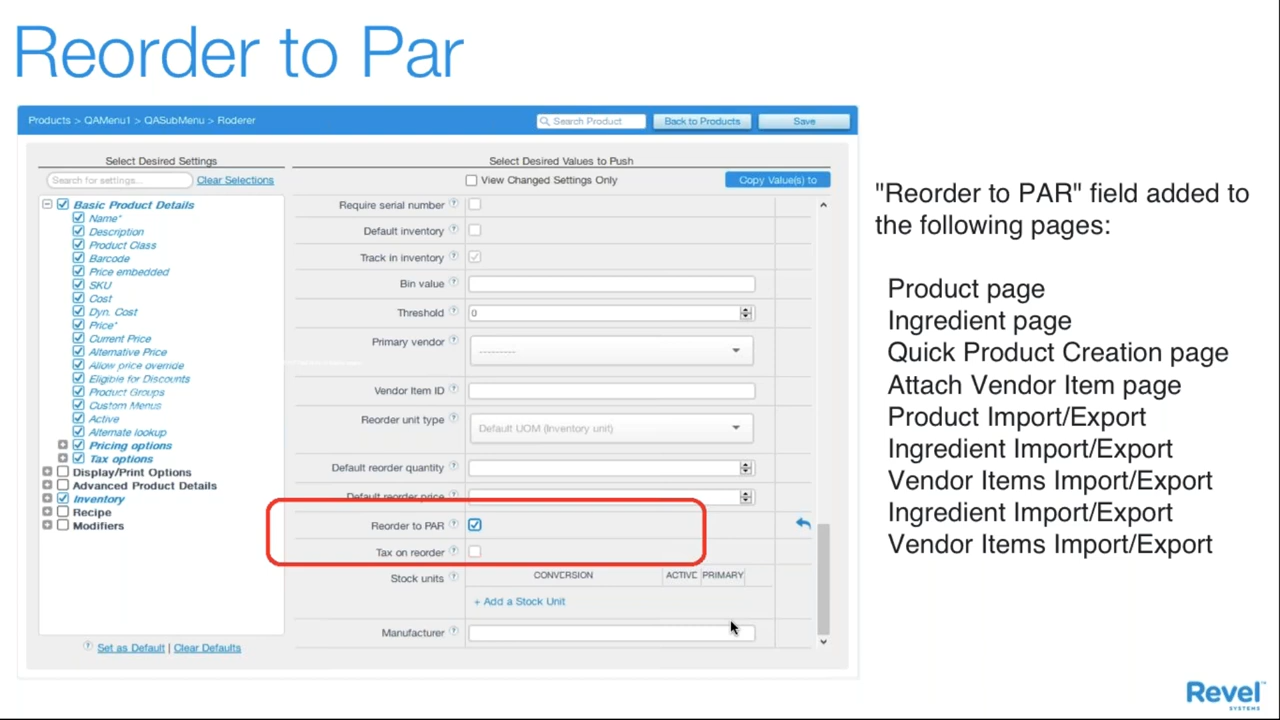 Reorder to Par
Products > QAMenu1 > QASubMenu > Roderer
Search Product
Back to Products
Save
Select Desired Settings
Search for settings...
Clear Selections
Basic Product Details
Name*
Description
Product Class
Barcode
Price embedded
SKU
Cost
Dyn. Cost
Price*
Current Price
Alternative Price
Allow price override
Eligible for Discounts
Product Groups
Custom Menus
Active
Alternate lookup
Pricing options
Tax options
Display/Print Options
Advanced Product Details
Inventory
Recipe
Modifiers
Set as Default | Clear Defaults
Select Desired Values to Push
View Changed Settings Only
Copy Value(s) to
Require serial number
Default inventory
Track in inventory
Bin value
Threshold
0
Primary vendor
---------
Vendor Item ID
Reorder unit type
Default UOM (Inventory unit)
Default reorder quantity
Default reorder price
Reorder to PAR
Tax on reorder
Stock units
CONVERSION ACTIVE PRIMARY
+ Add a Stock Unit
Manufacturer
"Reorder to PAR" field added to
the following pages:
Product page
Ingredient page
Quick Product Creation page
Attach Vendor Item page
Product Import/Export
Ingredient Import/Export
Vendor Items Import/Export
Ingredient Import/Export
Vendor Items Import/Export
Revel
SYSTEMS